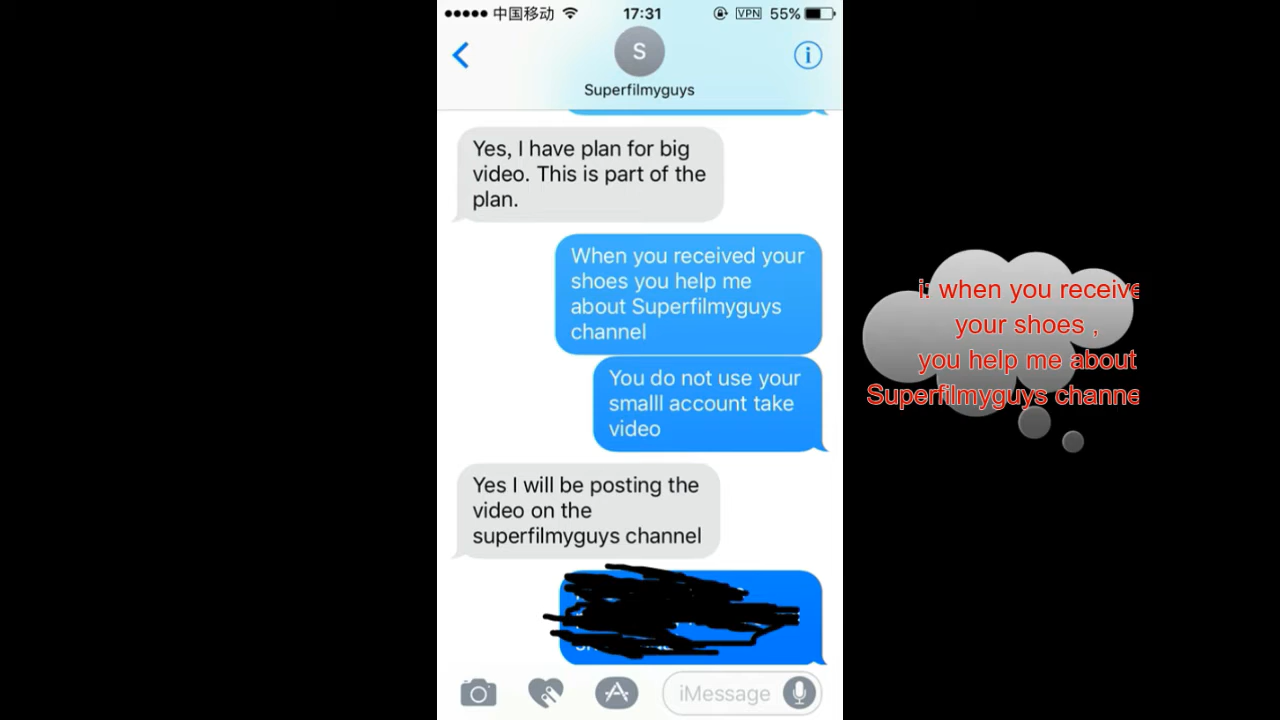 中国移动 17:31 VPN 55%
S
Superfilmyguys
Yes, I have plan for big
video. This is part of the
plan.
When you received your
shoes you help me
about Superfilmyguys
channel
You do not use your
smalll account take
video
Yes I will be posting the
video on the
superfilmyguys channel
iMessage
i: when you receive
your shoes ,
you help me about
Superfilmyguys channe